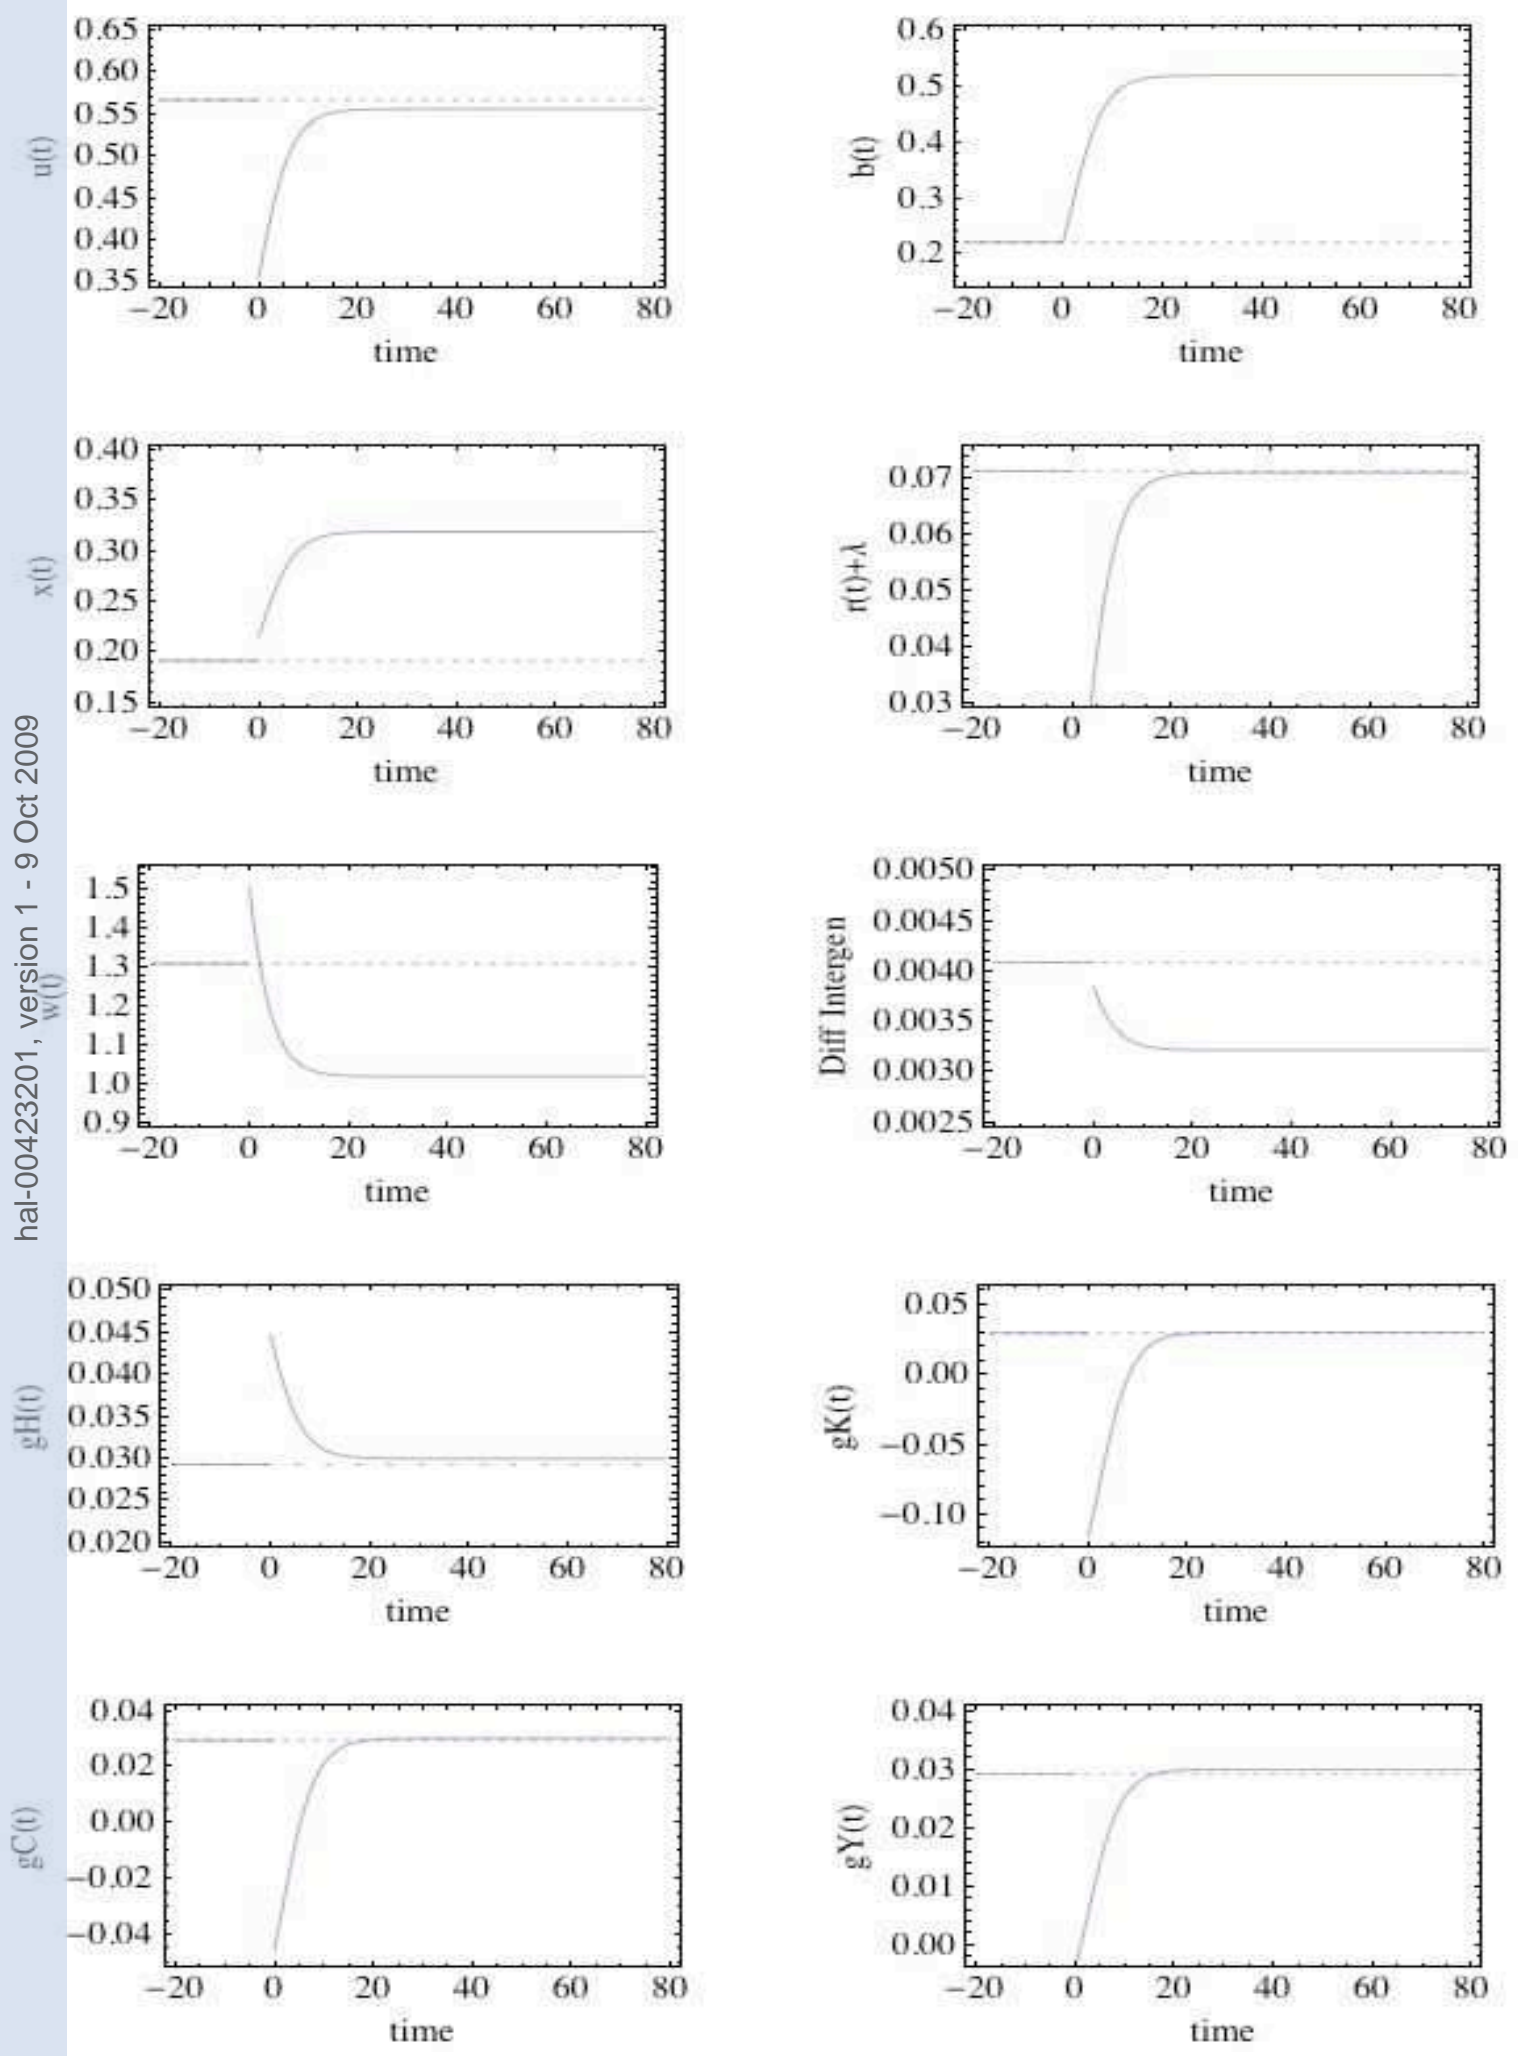 hal-00423201, version 1 - 9 Oct 2009
u(t)
0.65
0.60
0.55
0.50
0.45
0.40
0.35
−20 0 20 40 60 80
time
b(t)
0.6
0.5
0.4
0.3
0.2
−20 0 20 40 60 80
time
x(t)
0.40
0.35
0.30
0.25
0.20
0.15
−20 0 20 40 60 80
time
r(t)+λ
0.07
0.06
0.05
0.04
0.03
−20 0 20 40 60 80
time
w(t)
1.5
1.4
1.3
1.2
1.1
1.0
0.9
−20 0 20 40 60 80
time
Diff Intergen
0.0050
0.0045
0.0040
0.0035
0.0030
0.0025
−20 0 20 40 60 80
time
gH(t)
0.050
0.045
0.040
0.035
0.030
0.025
0.020
−20 0 20 40 60 80
time
gK(t)
0.05
0.00
−0.05
−0.10
−20 0 20 40 60 80
time
gC(t)
0.04
0.02
0.00
−0.02
−0.04
−20 0 20 40 60 80
time
gY(t)
0.04
0.03
0.02
0.01
0.00
−20 0 20 40 60 80
time